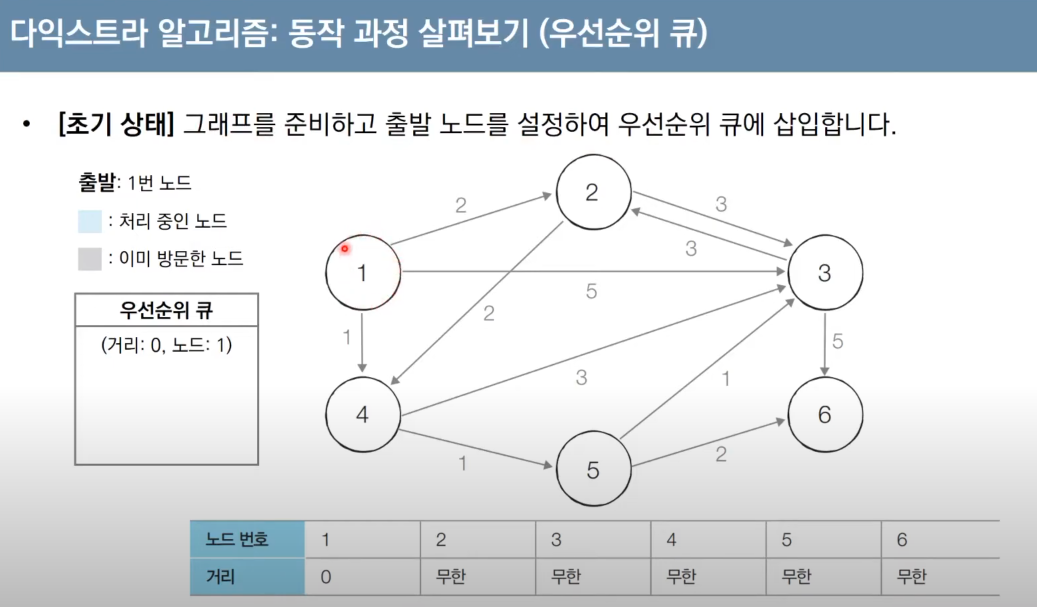 다익스트라 알고리즘: 동작 과정 살펴보기 (우선순위 큐)
• [초기 상태] 그래프를 준비하고 출발 노드를 설정하여 우선순위 큐에 삽입합니다.
출발: 1번 노드
: 처리 중인 노드
: 이미 방문한 노드
우선순위 큐
(거리: 0, 노드: 1)
2
2
3
3
1
3
5
2
1
5
3
1
4
6
1
5
2
노드 번호 1 2 3 4 5 6
거리 0 무한 무한 무한 무한 무한